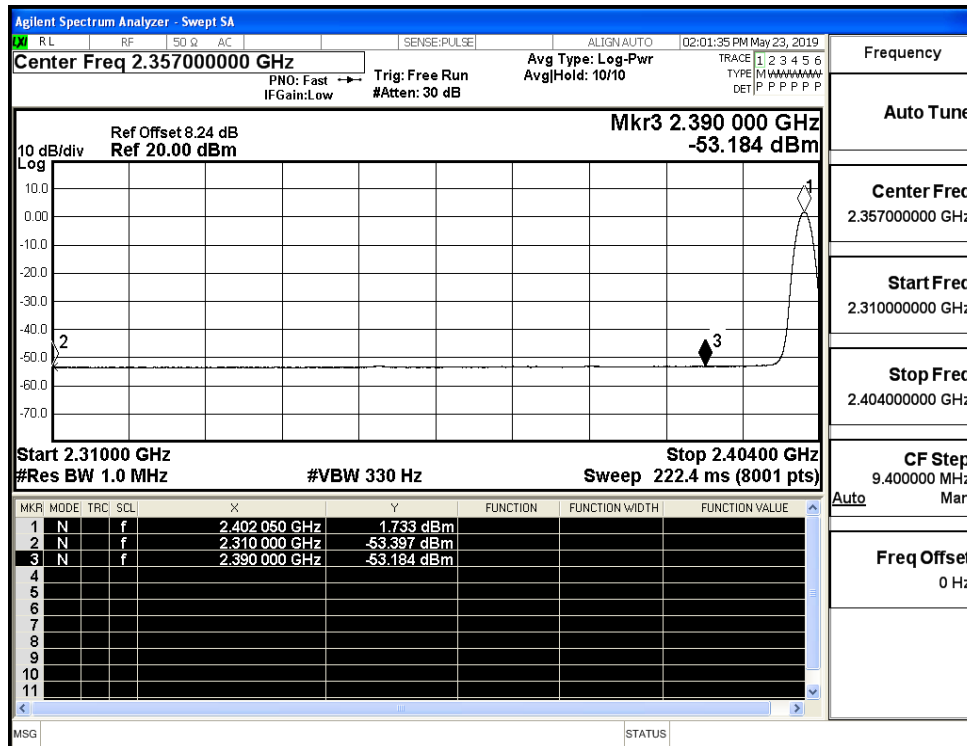 Agilent Spectrum Analyzer - Swept SA
LXI RL RF 50 Ω AC SENSE:PULSE ALIGN AUTO 02:01:35 PM May 23, 2019
Center Freq 2.357000000 GHz
PNO: Fast
IFGain:Low
Trig: Free Run
#Atten: 30 dB
Avg Type: Log-Pwr
Avg|Hold: 10/10
TRACE 1 2 3 4 5 6
TYPE M WWWWW
DET P P P P P P
Ref Offset 8.24 dB
10 dB/div Ref 20.00 dBm
Log
Mkr3 2.390 000 GHz
-53.184 dBm
10.0
0.00
-10.0
-20.0
-30.0
-40.0
-50.0
-60.0
-70.0
1
2
3
Start 2.31000 GHz Stop 2.40400 GHz
#Res BW 1.0 MHz #VBW 330 Hz Sweep 222.4 ms (8001 pts)
MKR MODE TRC SCL X Y FUNCTION FUNCTION WIDTH FUNCTION VALUE
1 N f 2.402 050 GHz 1.733 dBm
2 N f 2.310 000 GHz -53.397 dBm
3 N f 2.390 000 GHz -53.184 dBm
4
5
6
7
8
9
10
11
MSG STATUS
Frequency
Auto Tune
Center Freq
2.357000000 GHz
Start Freq
2.310000000 GHz
Stop Freq
2.404000000 GHz
CF Step
9.400000 MHz
Auto Man
Freq Offset
0 Hz